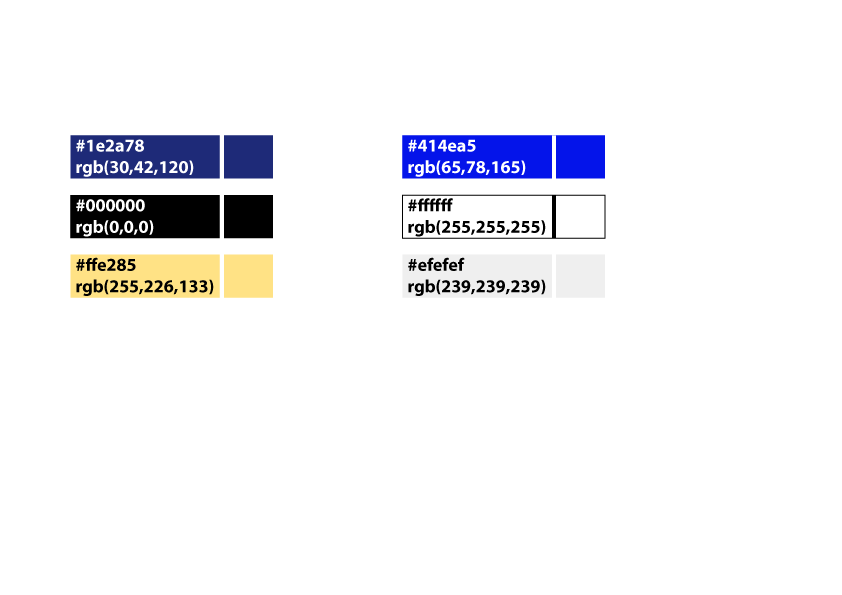 #1e2a78
rgb(30,42,120)
#414ea5
rgb(65,78,165)
#000000
rgb(0,0,0)
#ffffff
rgb(255,255,255)
#ffe285
rgb(255,226,133)
#efefef
rgb(239,239,239)